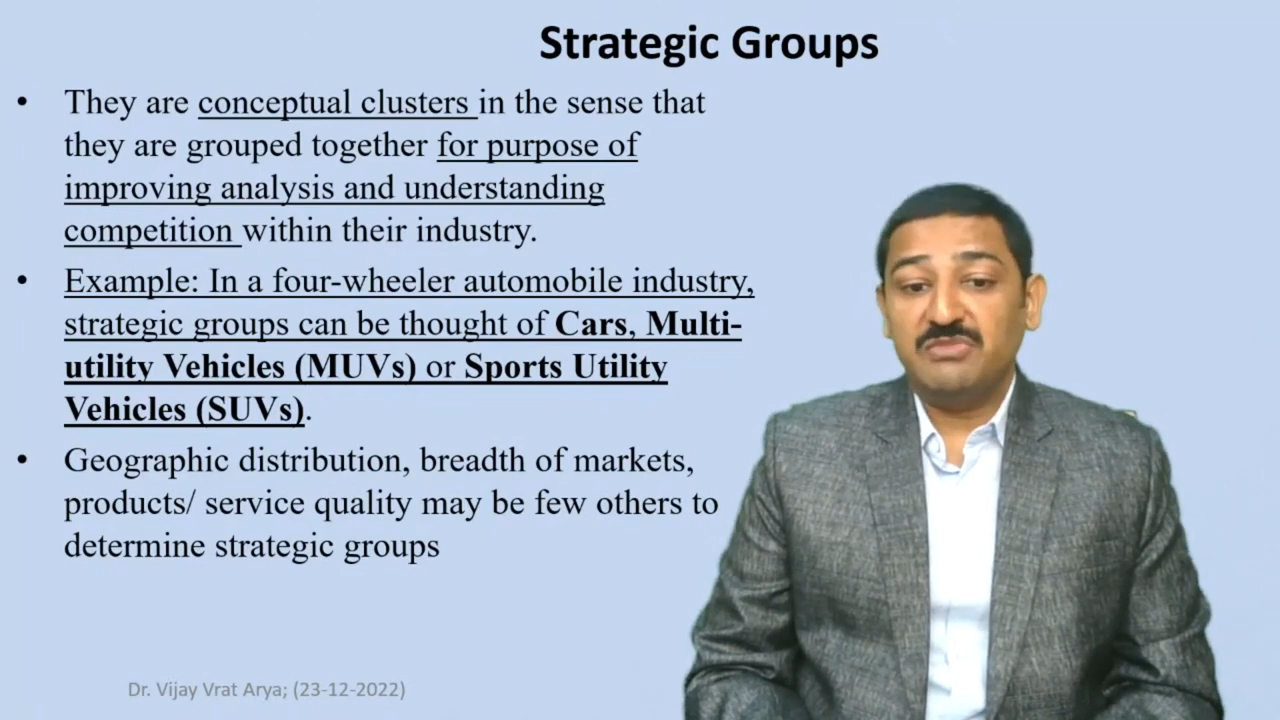 Strategic Groups
• They are conceptual clusters in the sense that
they are grouped together for purpose of
improving analysis and understanding
competition within their industry.
• Example: In a four-wheeler automobile industry,
strategic groups can be thought of Cars, Multi-
utility Vehicles (MUVs) or Sports Utility
Vehicles (SUVs).
• Geographic distribution, breadth of markets,
products/ service quality may be few others to
determine strategic groups
Dr. Vijay Vrat Arya; (23-12-2022)